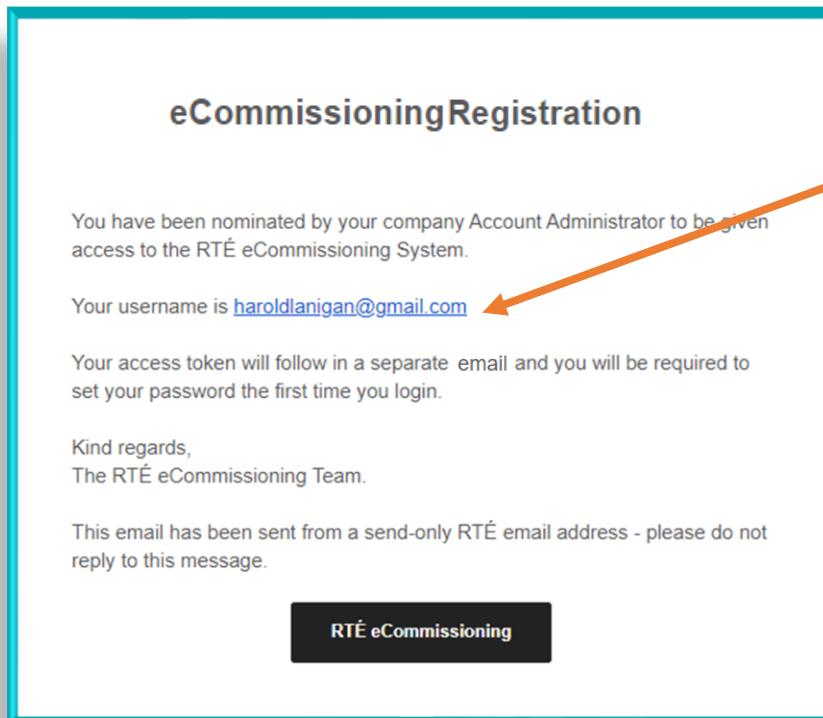 eCommissioning Registration
You have been nominated by your company Account Administrator to be given
access to the RTÉ eCommissioning System.
Your username is haroldlanigan@gmail.com
Your access token will follow in a separate email and you will be required to
set your password the first time you login.
Kind regards,
The RTÉ eCommissioning Team.
This email has been sent from a send-only RTÉ email address - please do not
reply to this message.
RTÉ eCommissioning